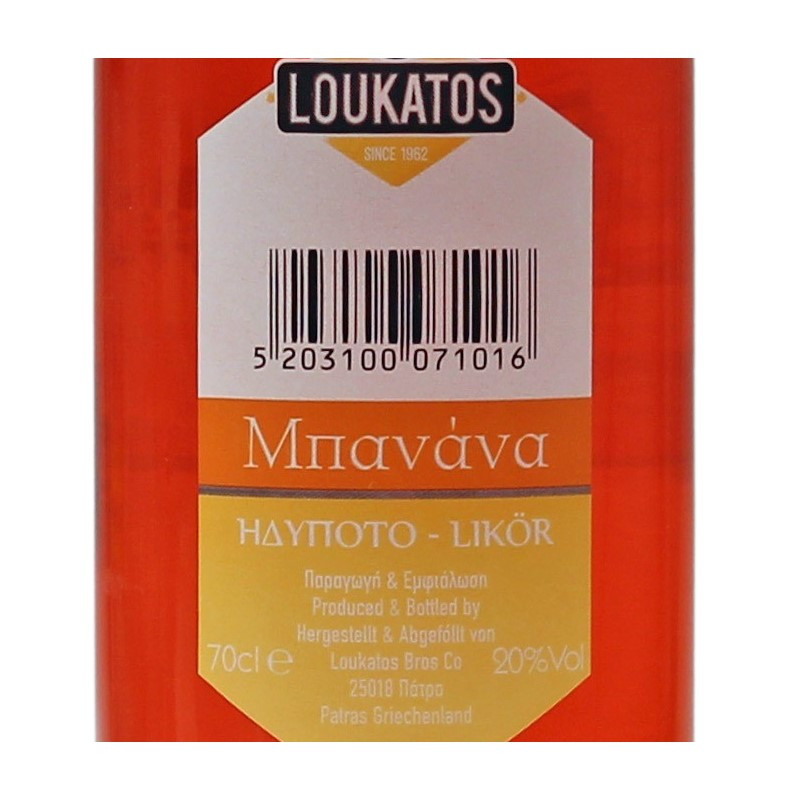 LOUKATOS
SINCE 1962
5 203100 071016
Μπανάνα
ΗΔΥΠΟΤΟ - LIKÖR
Παραγωγή & Εμφιάλωση
Produced & Bottled by
Hergestellt & Abgefóllt von
70cl e Loukatos Bros Co 20%Vol
25018 Πάτρα
Patras Griechenland